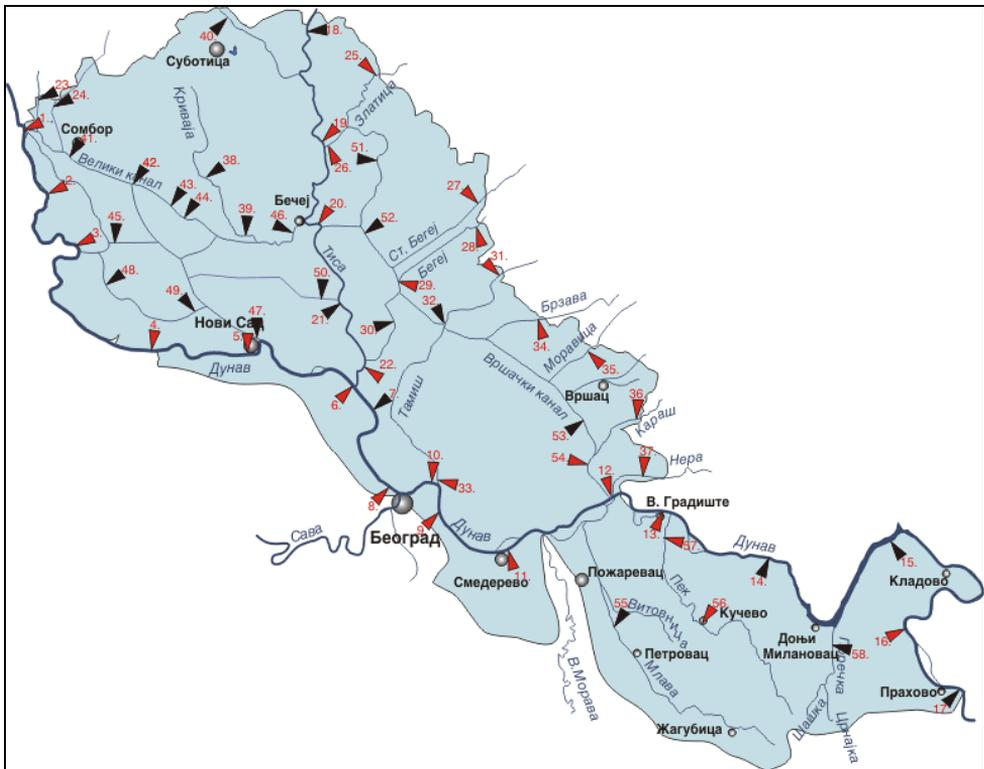 40.
18.
Суботица
25.
23.
24.
Златица
Кривaја
1.
Сомбор
19.
41.
51.
26.
42.
Велики канал
38.
27.
2.
43.
44.
Бечеј
20.
45.
39.
46.
52.
3.
Ст. Бегеј
28.
Бегеј
31.
Тиса
48.
50.
29.
49.
32.
Брзава
47.
21.
30.
Нови Сад
4.
5.
34.
Моравица
Дунав
22.
35.
Вршачки канал
6.
7.
Вршац
Тамиш
36.
Караш
53.
10.
54.
37.
Нера
33.
12.
8.
В. Градиште
9.
Сава
Београд
Дунав
13.
57.
Дунав
15.
11.
14.
Смедерево
Пожаревац
Кладово
Пек
55.
Витовница
56.
Кучево
16.
Доњи
Милановац
58.
Петровац
Поречка
В.Морава
Млава
Прахово
17.
Жагубица
Шашка
Црнајка